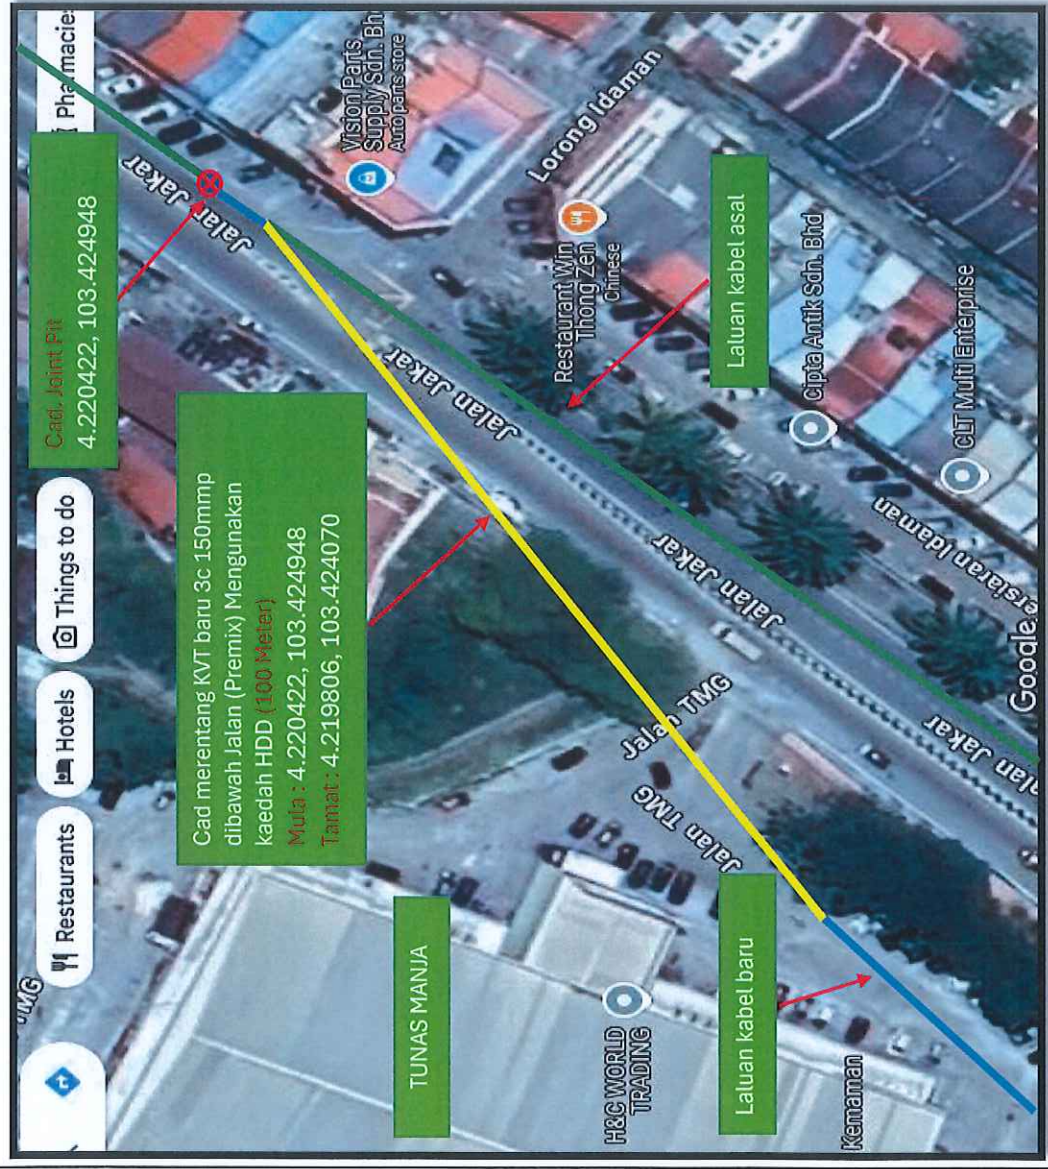 TMG
Restaurants
Hotels
Things to do
Pharmacies
Cad. Joint Pit
4.220422, 103.424948
Cad merentang KVT baru 3c 150mmp
dibawah Jalan (Premix) Mengunakan
kaedah HDD (100 Meter)
Mula : 4.220422, 103.424948
Tamat : 4.219806, 103.424070
TUNAS MANJA
Laluan kabel baru
Laluan kabel asal
H&C WORLD
TRADING
Kemaman
Jalan TMG
Jalan TMG
Jalan Jakar
Jalan Jakar
Jalan Jakar
Jalan Jakar
Jakar
Vision Parts
Supply Sdn. Bh
Auto parts store
Lorong Idaman
Restaurant Win
Thong Zen
Chinese
Cipta Antik Sdn. Bhd
CLT Multi Enterprise
ersiaran Idaman
Google